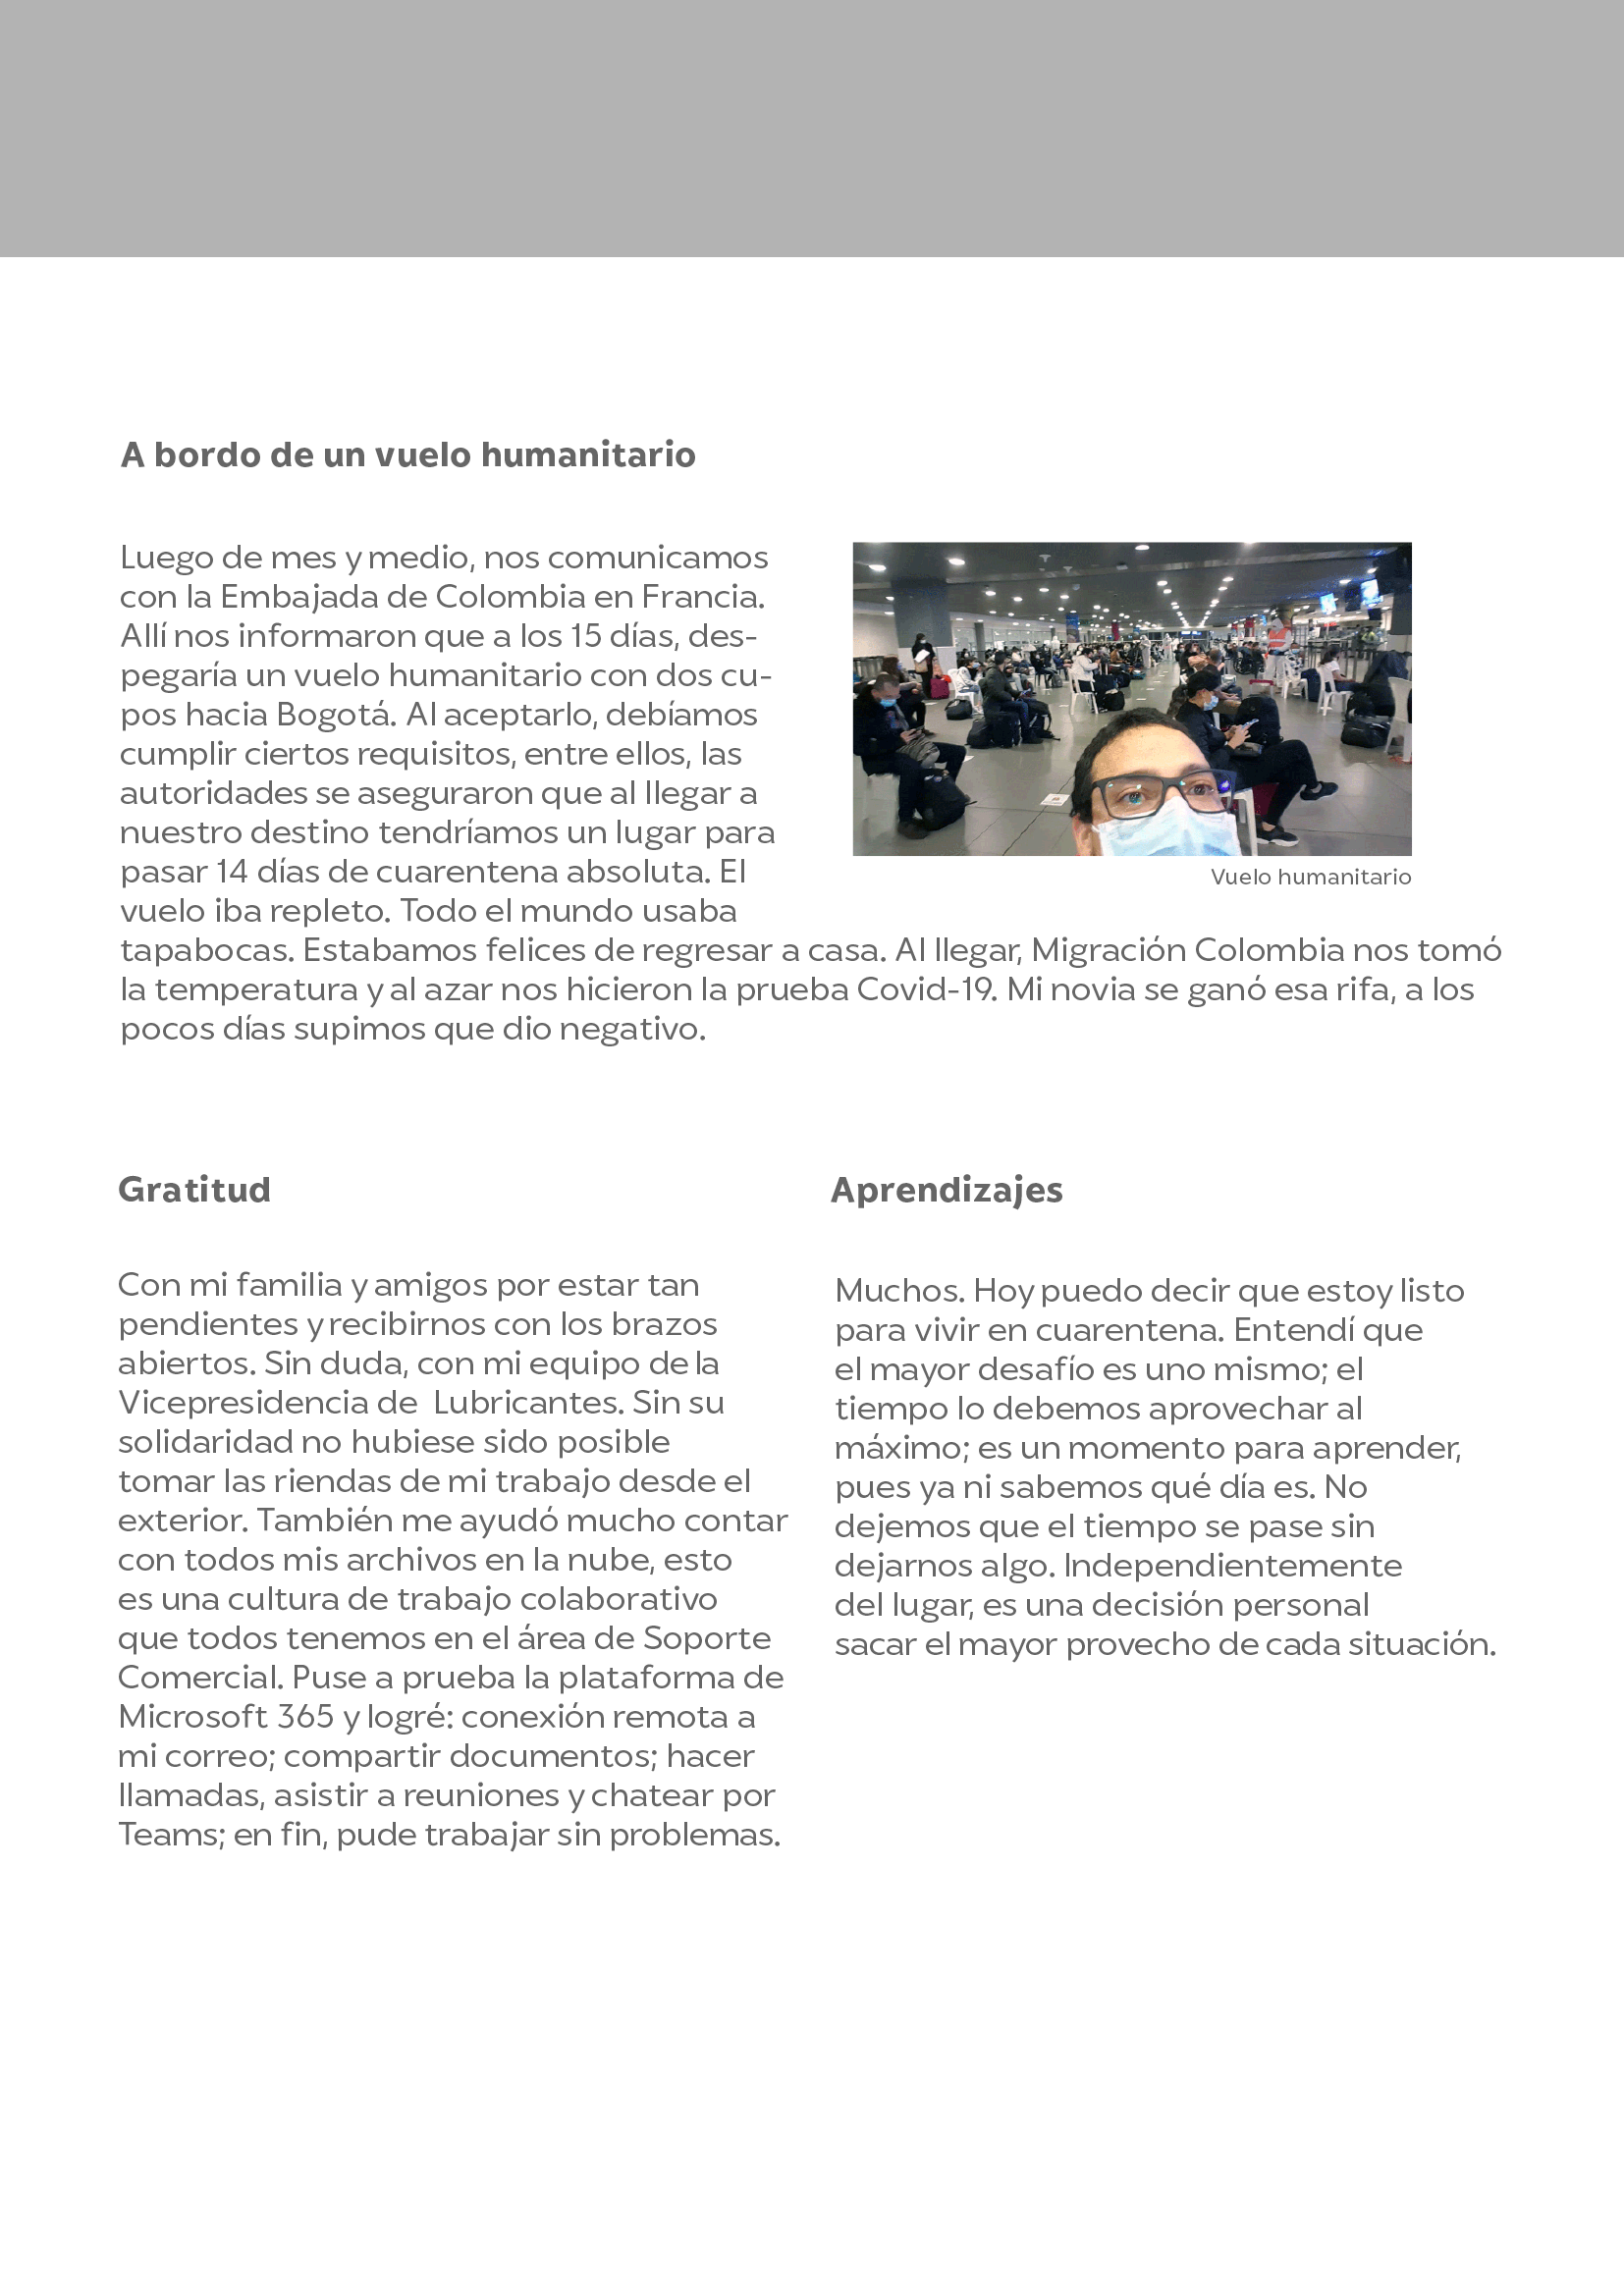 A bordo de un vuelo humanitario
Luego de mes y medio, nos comunicamos
con la Embajada de Colombia en Francia.
Allí nos informaron que a los 15 días, des-
pegaría un vuelo humanitario con dos cu-
pos hacia Bogotá. Al aceptarlo, debíamos
cumplir ciertos requisitos, entre ellos, las
autoridades se aseguraron que al llegar a
nuestro destino tendríamos un lugar para
pasar 14 días de cuarentena absoluta. El
vuelo iba repleto. Todo el mundo usaba
tapabocas. Estabamos felices de regresar a casa. Al llegar, Migración Colombia nos tomó
la temperatura y al azar nos hicieron la prueba Covid-19. Mi novia se ganó esa rifa, a los
pocos días supimos que dio negativo.
Vuelo humanitario
Gratitud
Con mi familia y amigos por estar tan
pendientes y recibirnos con los brazos
abiertos. Sin duda, con mi equipo de la
Vicepresidencia de  Lubricantes. Sin su
solidaridad no hubiese sido posible
tomar las riendas de mi trabajo desde el
exterior. También me ayudó mucho contar
con todos mis archivos en la nube, esto
es una cultura de trabajo colaborativo
que todos tenemos en el área de Soporte
Comercial. Puse a prueba la plataforma de
Microsoft 365 y logré: conexión remota a
mi correo; compartir documentos; hacer
llamadas, asistir a reuniones y chatear por
Teams; en fin, pude trabajar sin problemas.
Aprendizajes
Muchos. Hoy puedo decir que estoy listo
para vivir en cuarentena. Entendí que
el mayor desafío es uno mismo; el
tiempo lo debemos aprovechar al
máximo; es un momento para aprender,
pues ya ni sabemos qué día es. No
dejemos que el tiempo se pase sin
dejarnos algo. Independientemente
del lugar, es una decisión personal
sacar el mayor provecho de cada situación.